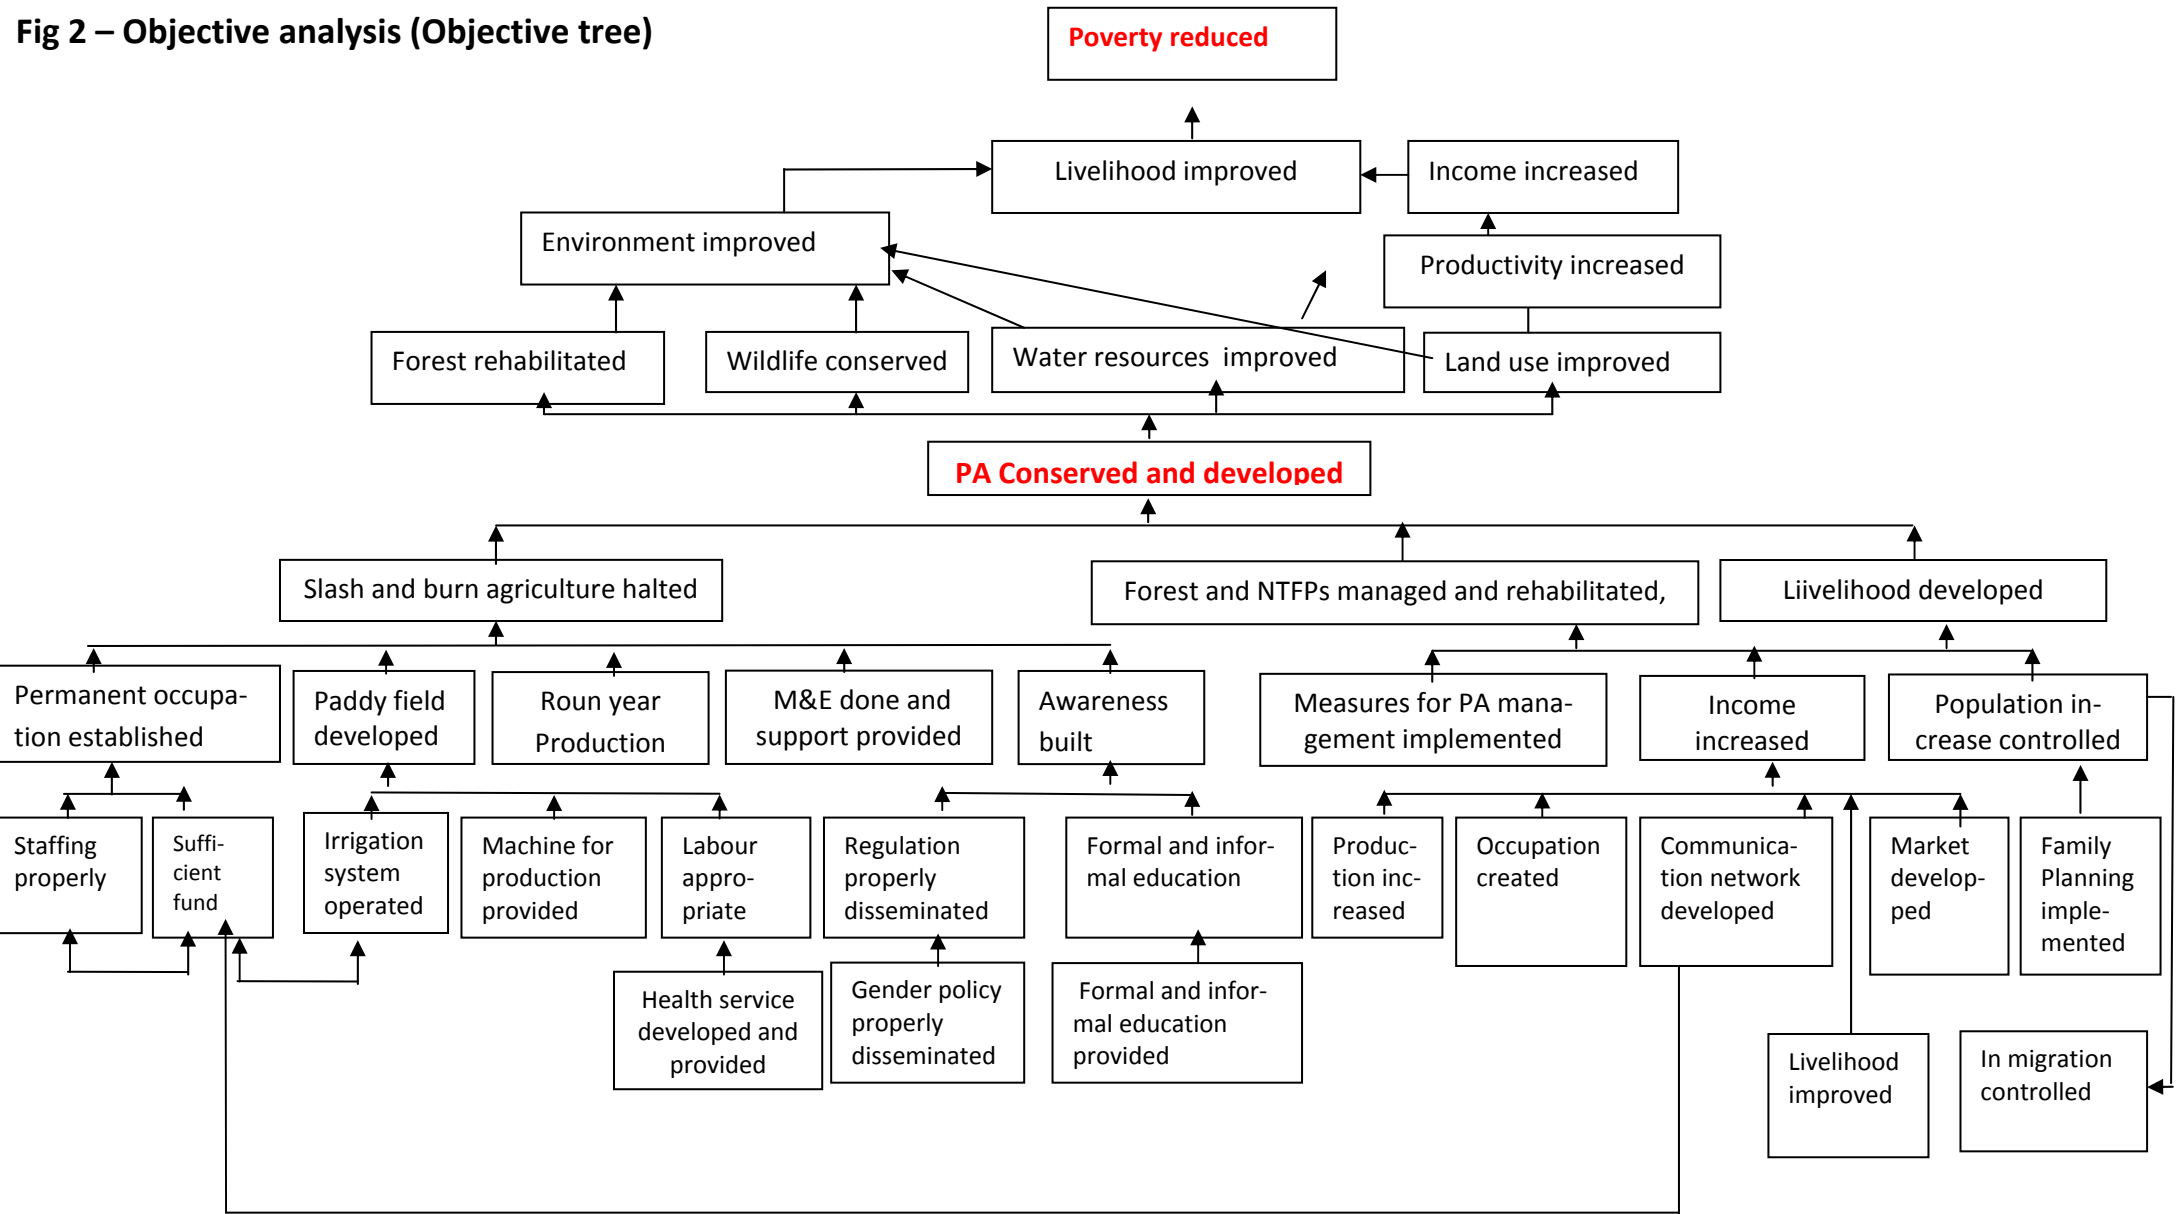 Fig 2 – Objective analysis (Objective tree)
Poverty reduced
Livelihood improved
Income increased
Environment improved
Productivity increased
Forest rehabilitated
Wildlife conserved
Water resources  improved
Land use improved
PA Conserved and developed
Slash and burn agriculture halted
Forest and NTFPs managed and rehabilitated,
Liivelihood developed
Permanent occupa-
tion established
Paddy field
developed
Roun year
Production
M&E done and
support provided
Awareness
built
Measures for PA mana-
gement implemented
Income
increased
Population in-
crease controlled
Staffing
properly
Suffi-
cient
fund
Irrigation
system
operated
Machine for
production
provided
Labour
appro-
priate
Regulation
properly
disseminated
Formal and infor-
mal education
Produc-
tion inc-
reased
Occupation
created
Communica-
tion network
developed
Market
develop-
ped
Family
Planning
imple-
mented
Health service
developed and
provided
Gender policy
properly
disseminated
Formal and infor-
mal education
provided
Livelihood
improved
In migration
controlled